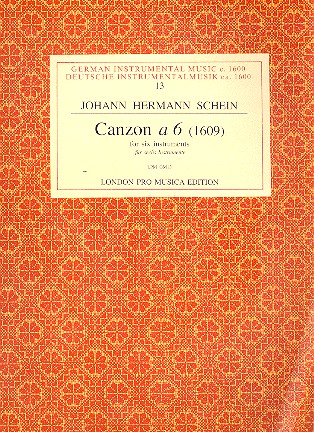 GERMAN INSTRUMENTAL MUSIC c. 1600
DEUTSCHE INSTRUMENTALMUSIK ca. 1600
13
JOHANN HERMANN SCHEIN
Canzon a 6 (1609)
for six instruments
für sechs Instrumente
LONDON PRO MUSICA EDITION